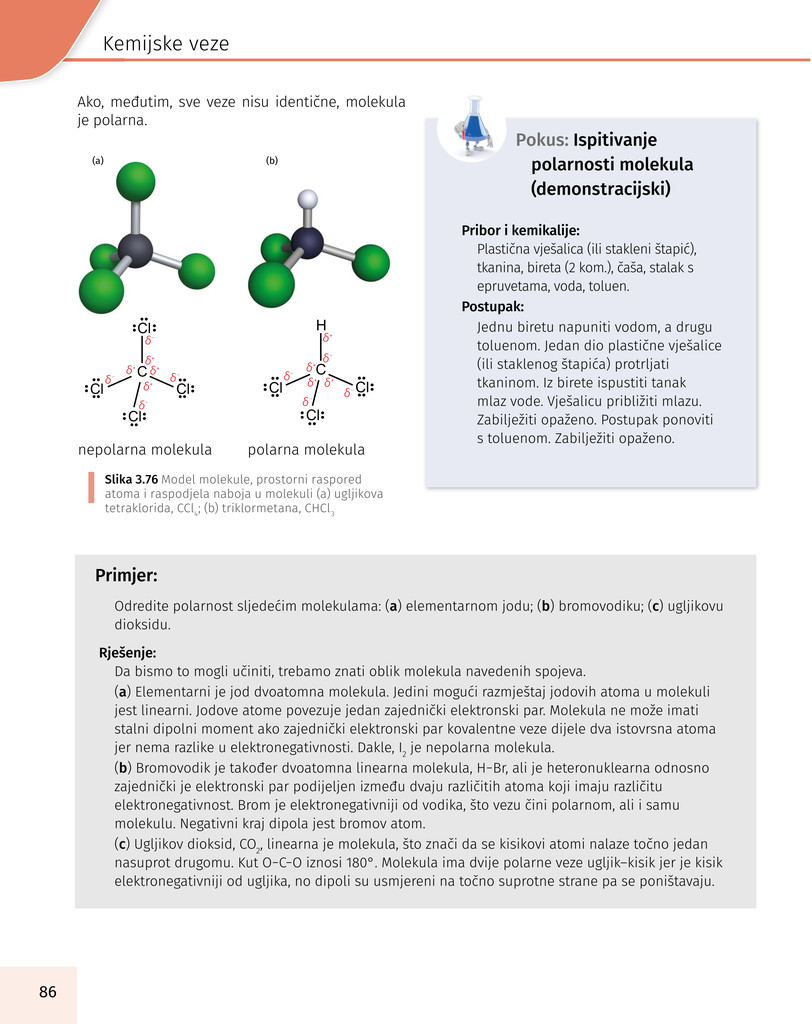 Kemijske veze
Ako, međutim, sve veze nisu identične, molekula
je polarna.
(a)
(b)
Cl
δ⁻
δ⁺
δ⁺ C δ⁺
δ⁺
δ⁻
Cl
δ⁻
Cl
δ⁻
Cl
H
δ⁺
δ⁻
δ⁺ C
δ⁺ δ⁺
δ⁻
Cl
δ
Cl
δ⁻
Cl
nepolarna molekula
polarna molekula
Slika 3.76 Model molekule, prostorni raspored
atoma i raspodjela naboja u molekuli (a) ugljikova
tetraklorida, CCl₄; (b) triklormetana, CHCl₃
Pokus: Ispitivanje
polarnosti molekula
(demonstracijski)
Pribor i kemikalije:
Plastična vješalica (ili stakleni štapić),
tkanina, bireta (2 kom.), čaša, stalak s
epruvetama, voda, toluen.
Postupak:
Jednu biretu napuniti vodom, a drugu
toluenom. Jedan dio plastične vješalice
(ili staklenog štapića) protrljati
tkaninom. Iz birete ispustiti tanak
mlaz vode. Vješalicu približiti mlazu.
Zabilježiti opaženo. Postupak ponoviti
s toluenom. Zabilježiti opaženo.
Primjer:
Odredite polarnost sljedećim molekulama: (a) elementarnom jodu; (b) bromovodiku; (c) ugljikovu
dioksidu.
Rješenje:
Da bismo to mogli učiniti, trebamo znati oblik molekula navedenih spojeva.
(a) Elementarni je jod dvoatomna molekula. Jedini mogući razmještaj jodovih atoma u molekuli
jest linearni. Jodove atome povezuje jedan zajednički elektronski par. Molekula ne može imati
stalni dipolni moment ako zajednički elektronski par kovalentne veze dijele dva istovrsna atoma
jer nema razlike u elektronegativnosti. Dakle, I₂ je nepolarna molekula.
(b) Bromovodik je također dvoatomna linearna molekula, H–Br, ali je heteronuklearna odnosno
zajednički je elektronski par podijeljen između dvaju različitih atoma koji imaju različitu
elektronegativnost. Brom je elektronegativniji od vodika, što vezu čini polarnom, ali i samu
molekulu. Negativni kraj dipola jest bromov atom.
(c) Ugljikov dioksid, CO₂, linearna je molekula, što znači da se kisikovi atomi nalaze točno jedan
nasuprot drugomu. Kut O–C–O iznosi 180°. Molekula ima dvije polarne veze ugljik–kisik jer je kisik
elektronegativniji od ugljika, no dipoli su usmjereni na točno suprotne strane pa se poništavaju.
86